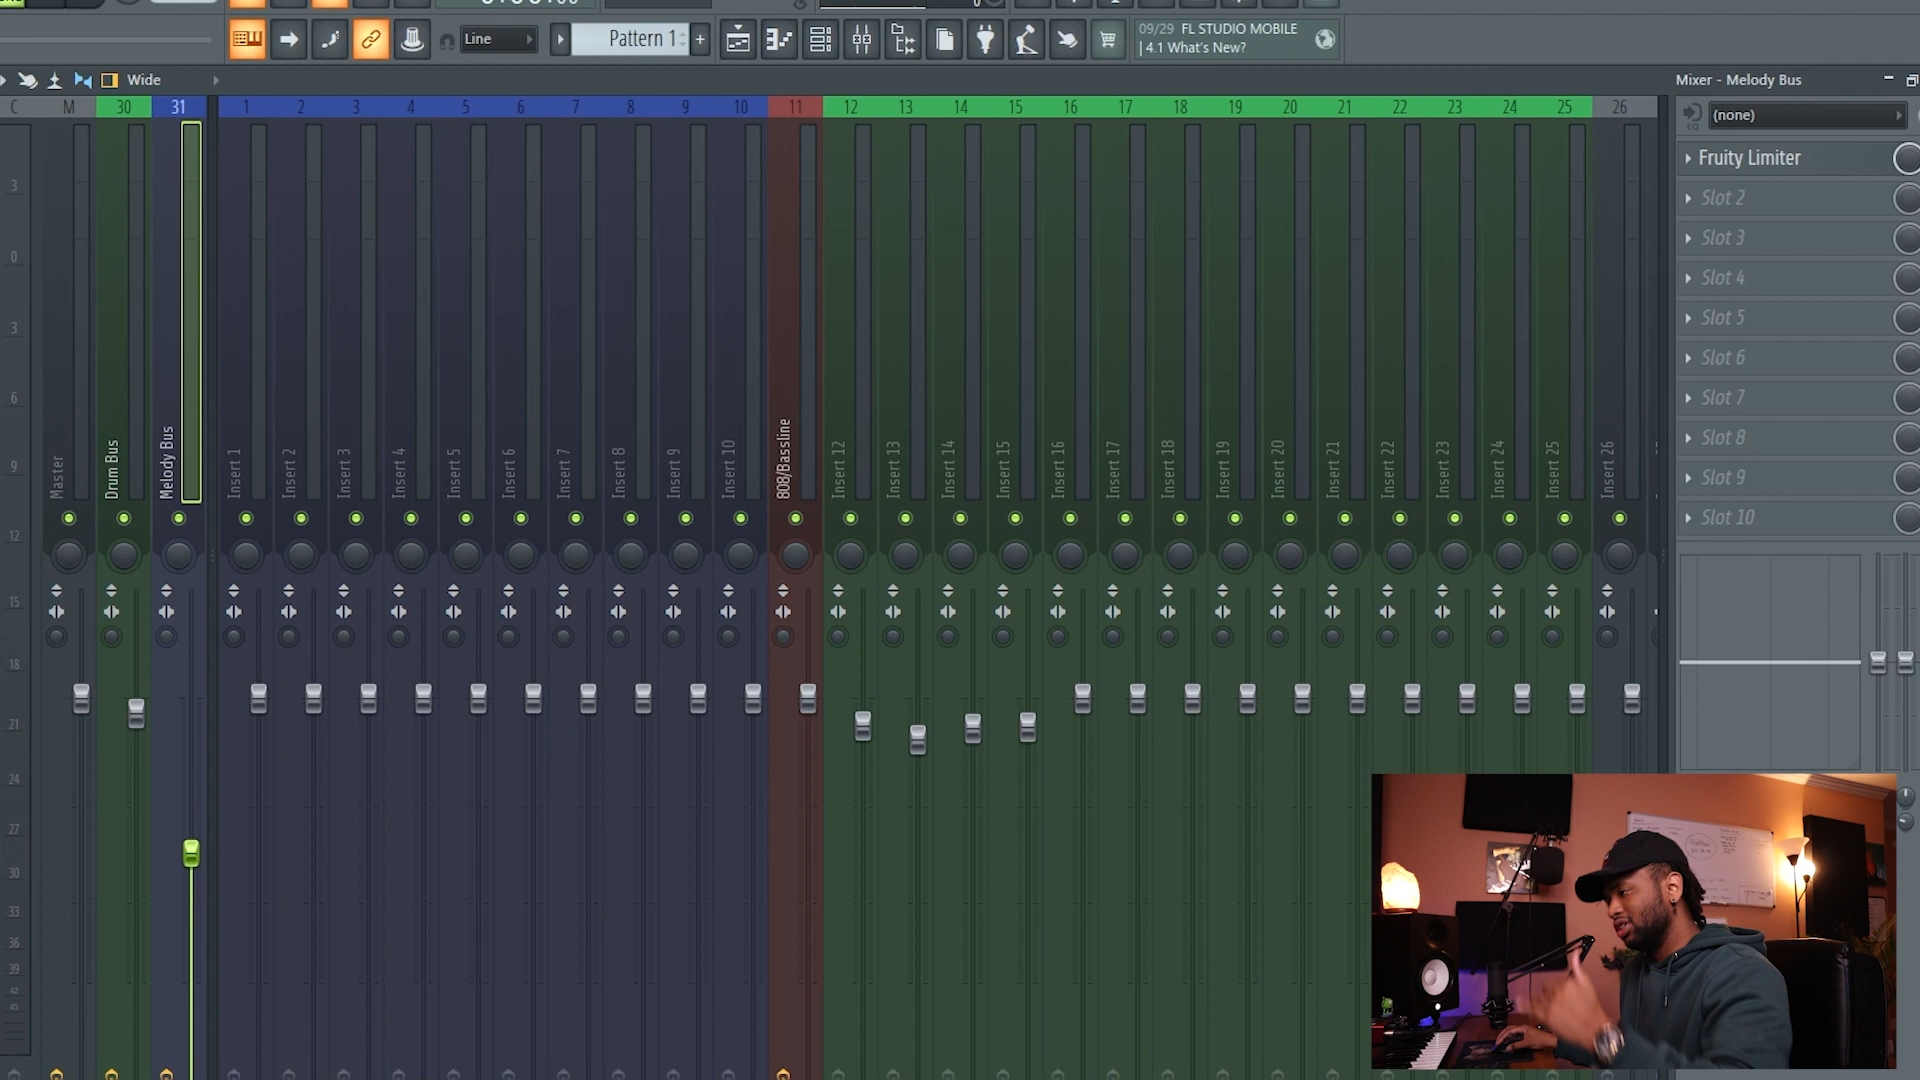 Line
Pattern 1
+
09/29 FL STUDIO MOBILE
4.1 What's New?
Wide
Mixer - Melody Bus
C M 30 31 1 2 3 4 5 6 7 8 9 10 11 12 13 14 15 16 17 18 19 20 21 22 23 24 25 26
(none)
EQ
Fruity Limiter
Slot 2
Slot 3
Slot 4
Slot 5
Slot 6
Slot 7
Slot 8
Slot 9
Slot 10
3
0
3
6
9
12
15
18
21
24
27
30
33
36
39
42
45
Master
Drum Bus
Melody Bus
Insert 1
Insert 2
Insert 3
Insert 4
Insert 5
Insert 6
Insert 7
Insert 8
Insert 9
Insert 10
808/Bassline
Insert 12
Insert 13
Insert 14
Insert 15
Insert 16
Insert 17
Insert 18
Insert 19
Insert 20
Insert 21
Insert 22
Insert 23
Insert 24
Insert 25
Insert 26